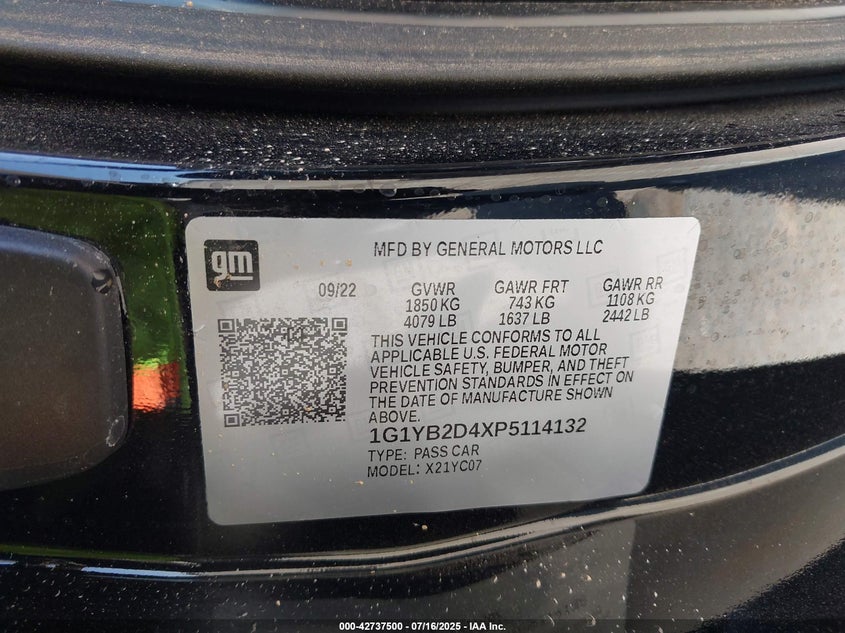 gm
MFD BY GENERAL MOTORS LLC
09/22 GVWR GAWR FRT GAWR RR
1850 KG 743 KG 1108 KG
4079 LB 1637 LB 2442 LB
THIS VEHICLE CONFORMS TO ALL
APPLICABLE U.S. FEDERAL MOTOR
VEHICLE SAFETY, BUMPER, AND THEFT
PREVENTION STANDARDS IN EFFECT ON
THE DATE OF MANUFACTURE SHOWN
ABOVE.
1G1YB2D4XP5114132
TYPE: PASS CAR
MODEL: X21YC07
000-42737500 | 07/16/2025 - IAA Inc.